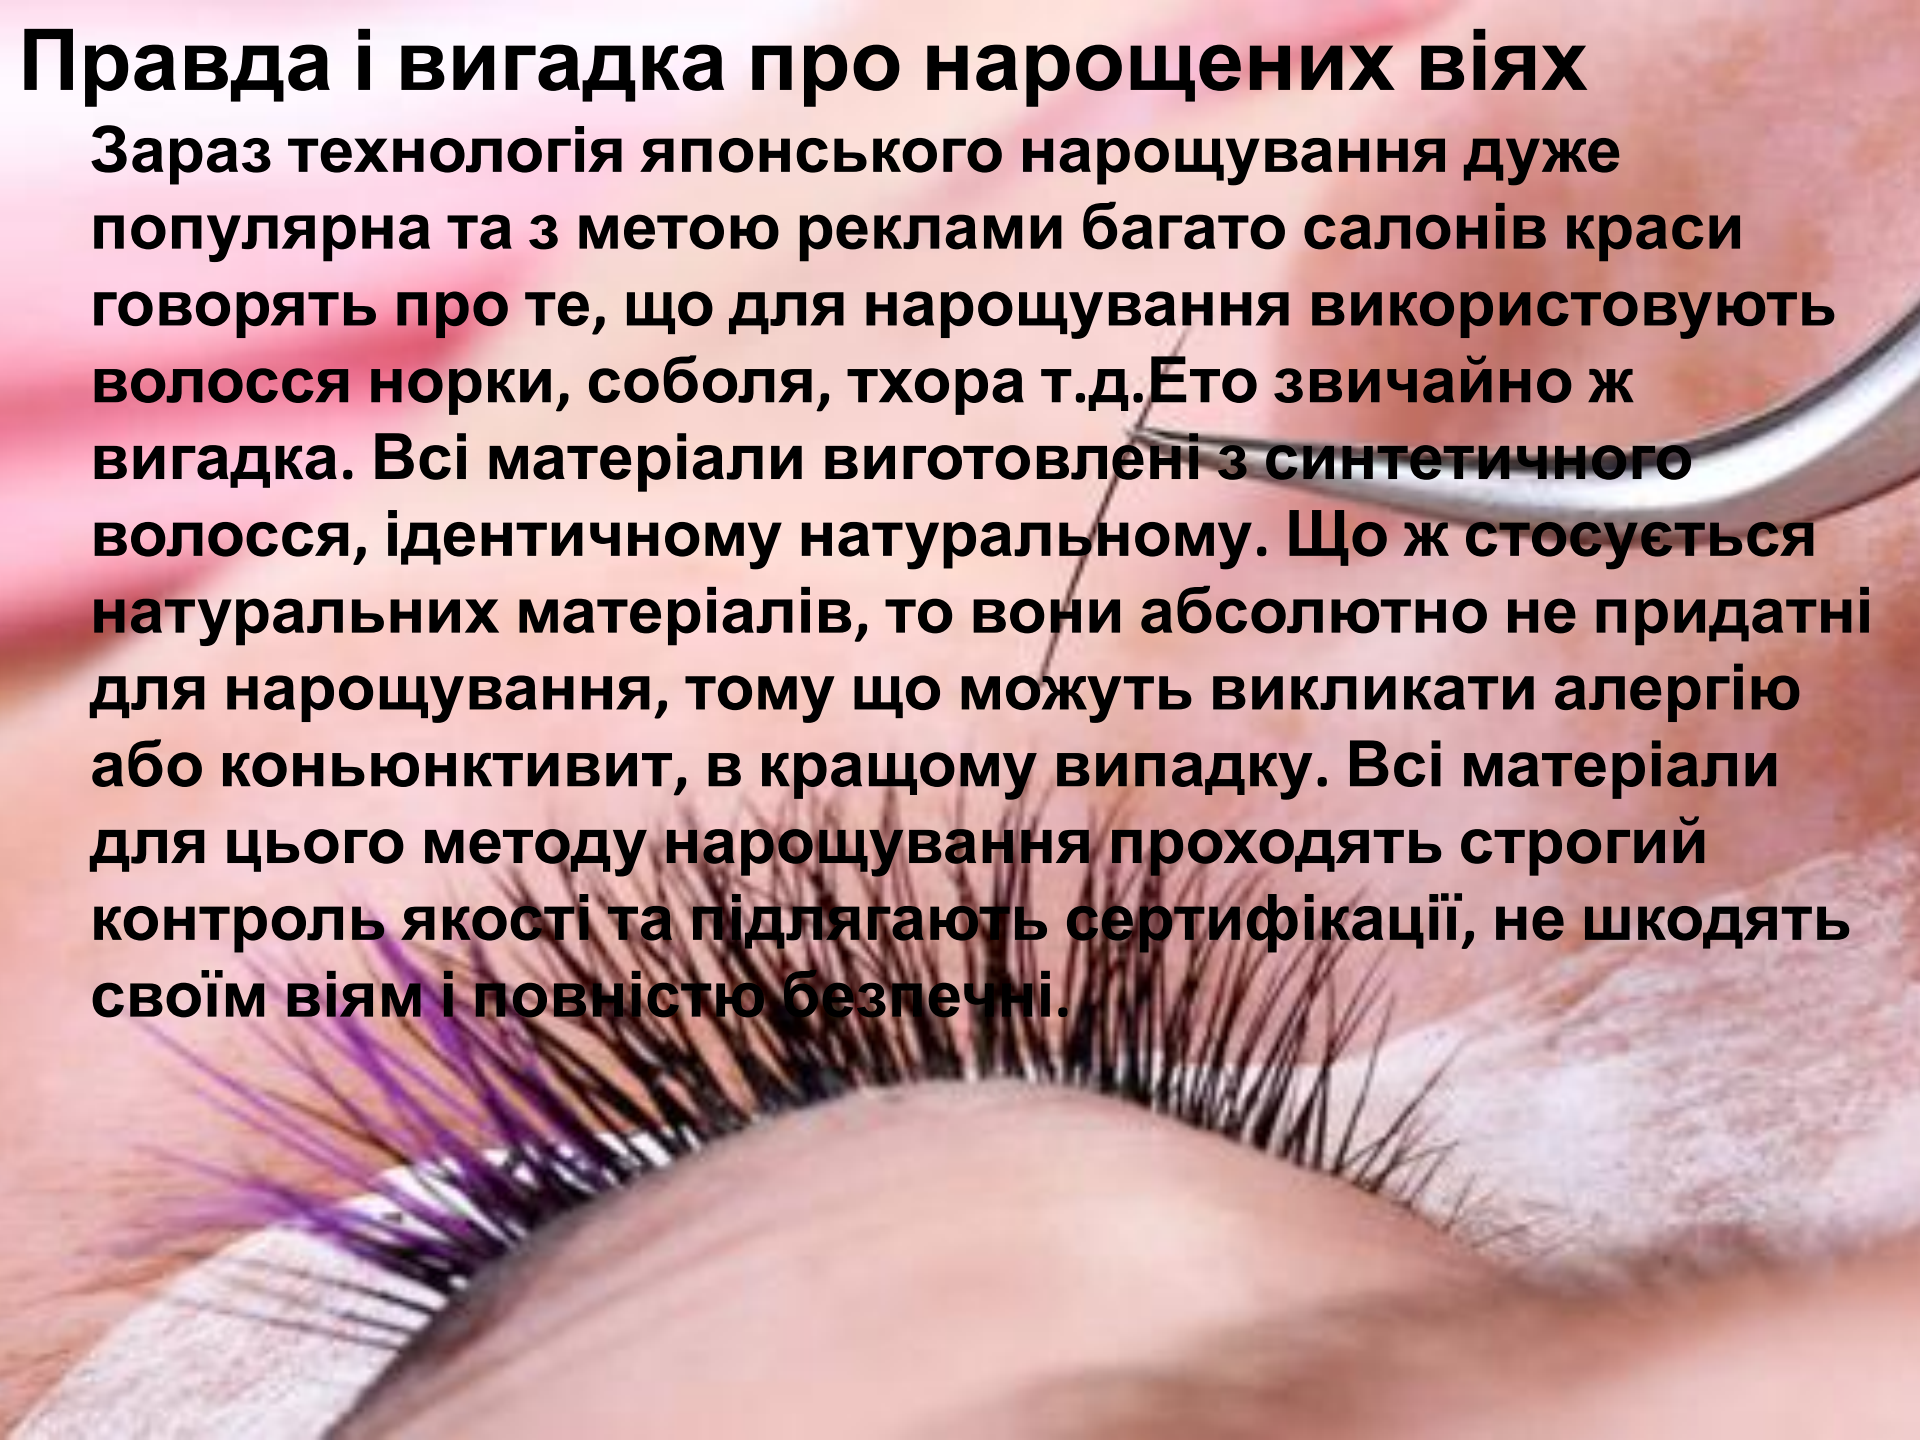 Правда і вигадка про нарощених віях
Зараз технологія японського нарощування дуже
популярна та з метою реклами багато салонів краси
говорять про те, що для нарощування використовують
волосся норки, соболя, тхора т.д.Ето звичайно ж
вигадка. Всі матеріали виготовлені з синтетичного
волосся, ідентичному натуральному. Що ж стосується
натуральних матеріалів, то вони абсолютно не придатні
для нарощування, тому що можуть викликати алергію
або коньюнктивит, в кращому випадку. Всі матеріали
для цього методу нарощування проходять строгий
контроль якості та підлягають сертифікації, не шкодять
своїм віям і повністю безпечні.